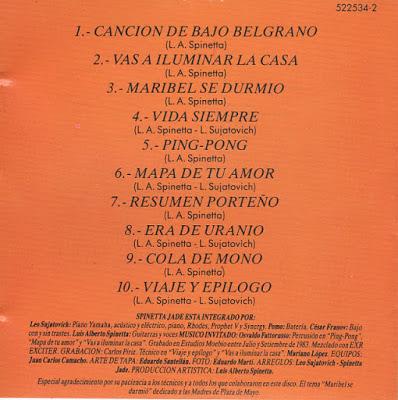 522534-2
1.- CANCION DE BAJO BELGRANO
(L. A. Spinetta)
2.- VAS A ILUMINAR LA CASA
(L. A. Spinetta)
3.- MARIBEL SE DURMIO
(L. A. Spinetta)
4.- VIDA SIEMPRE
(L. A. Spinetta - L. Sujatovich)
5.- PING-PONG
(L. A. Spinetta)
6.- MAPA DE TU AMOR
(L. A. Spinetta - L. Sujatovich)
7.- RESUMEN PORTEÑO
(L. A. Spinetta)
8.- ERA DE URANIO
(L. A. Spinetta - L. Sujatovich)
9.- COLA DE MONO
(L. A. Spinetta)
10.- VIAJE Y EPILOGO
(L. A. Spinetta - L. Sujatovich)
SPINETTA JADE ESTA INTEGRADO POR:
Leo Sujatovich: Piano Yamaha, acústico y eléctrico, piano, Rhodes, Prophet V y Synergy. Pomo: Batería. César Franov: Bajo
con y sin trastes. Luis Alberto Spinetta: Guitarras y voces MUSICO INVITADO: Osvaldo Fattoruso: Percusión en "Ping-Pong",
"Mapa de tu amor" y "Vas a iluminar la casa". Grabado en Estudios Moebio entre Julio y Setiembre de 1983. Mezclado con EXR
EXCITER. GRABACION: Carlos Piriz. Técnico en "Viaje y epílogo" y "Vas a iluminar la casa". Mariano López. EQUIPOS:
Juan Carlos Camacho. ARTE DE TAPA: Eduardo Santellán. FOTO: Eduardo Martí. ARREGLOS: Leo Sujatovich - Spinetta
Jade. PRODUCCION ARTISTICA: Luis Alberto Spinetta.
Especial agradecimiento por su paciencia a los técnicos y a todos los que colaboraron en este disco. El tema "Maribel se
durmió" dedicado a las Madres de Plaza de Mayo.